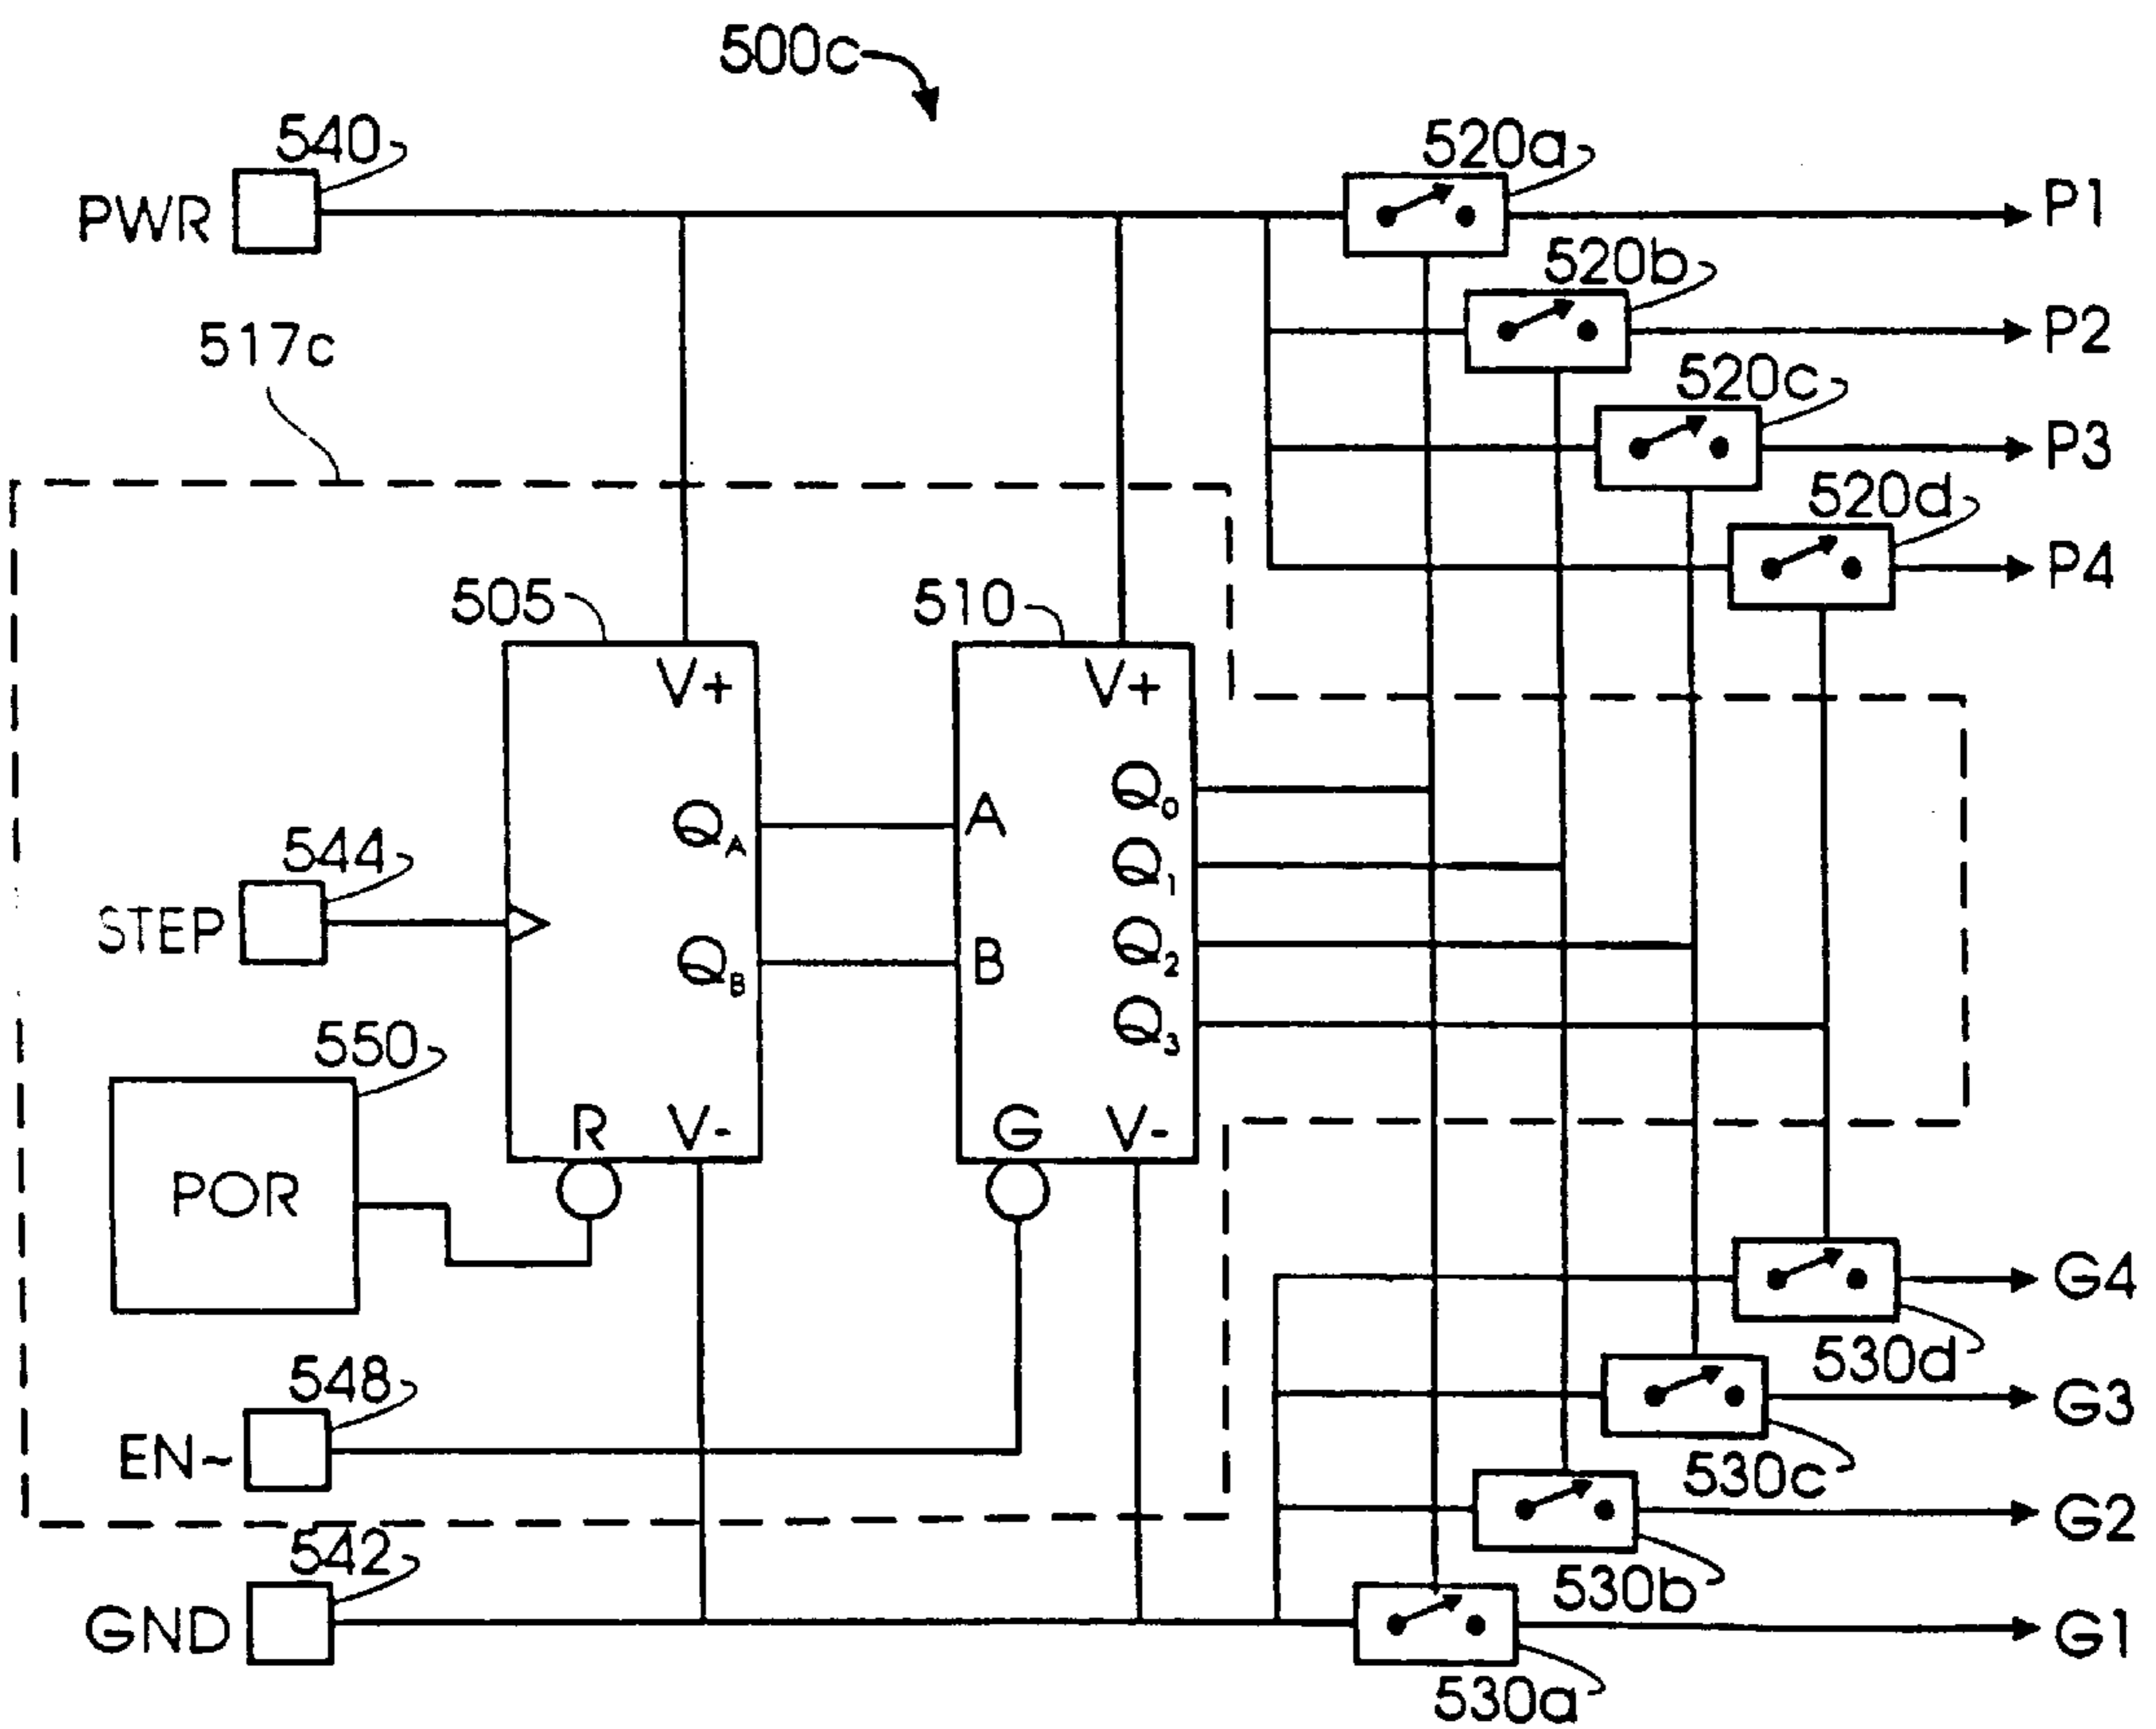 500c
540
PWR
520a
P1
520b
P2
517c
520c
P3
520d
P4
505
510
V+
V+
QA
A
Q0
Q1
544
STEP
QB
B
Q2
Q3
550
POR
R
V-
G
V-
G4
530d
548
EN~
G3
530c
G2
530b
542
GND
G1
530a